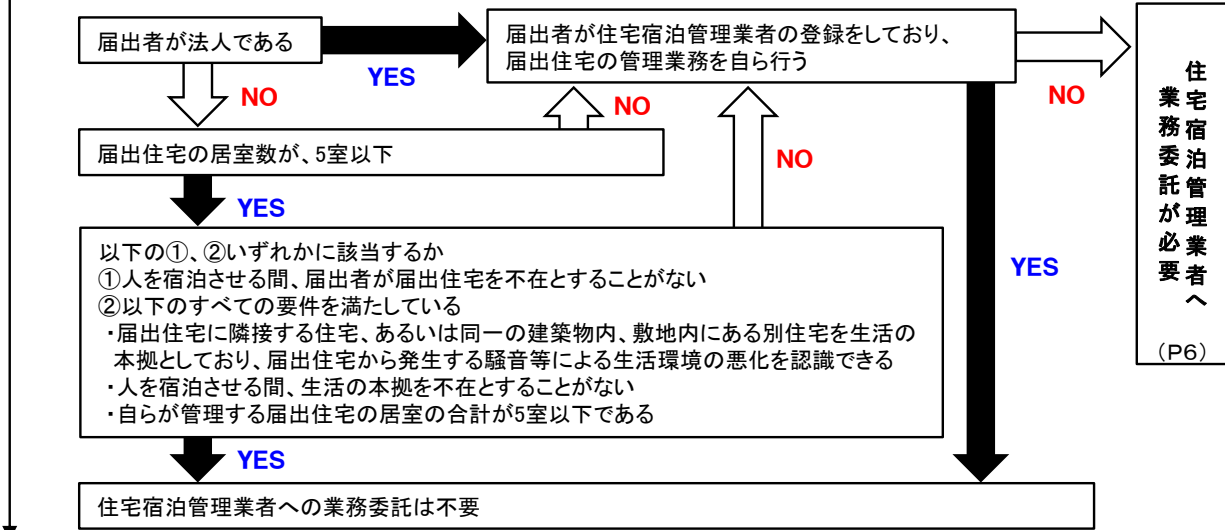 届出者が法人である
YES
届出者が住宅宿泊管理業者の登録をしており、
届出住宅の管理業務を自ら行う
NO
住宅宿泊管理業者へ
業務委託が必要
（P6）
NO
届出住宅の居室数が、5室以下
NO
YES
NO
以下の①、②いずれかに該当するか
①人を宿泊させる間、届出者が届出住宅を不在とすることがない
②以下のすべての要件を満たしている
・届出住宅に隣接する住宅、あるいは同一の建築物内、敷地内にある別住宅を生活の
本拠としており、届出住宅から発生する騒音等による生活環境の悪化を認識できる
・人を宿泊させる間、生活の本拠を不在とすることがない
・自らが管理する届出住宅の居室の合計が5室以下である
YES
YES
住宅宿泊管理業者への業務委託は不要